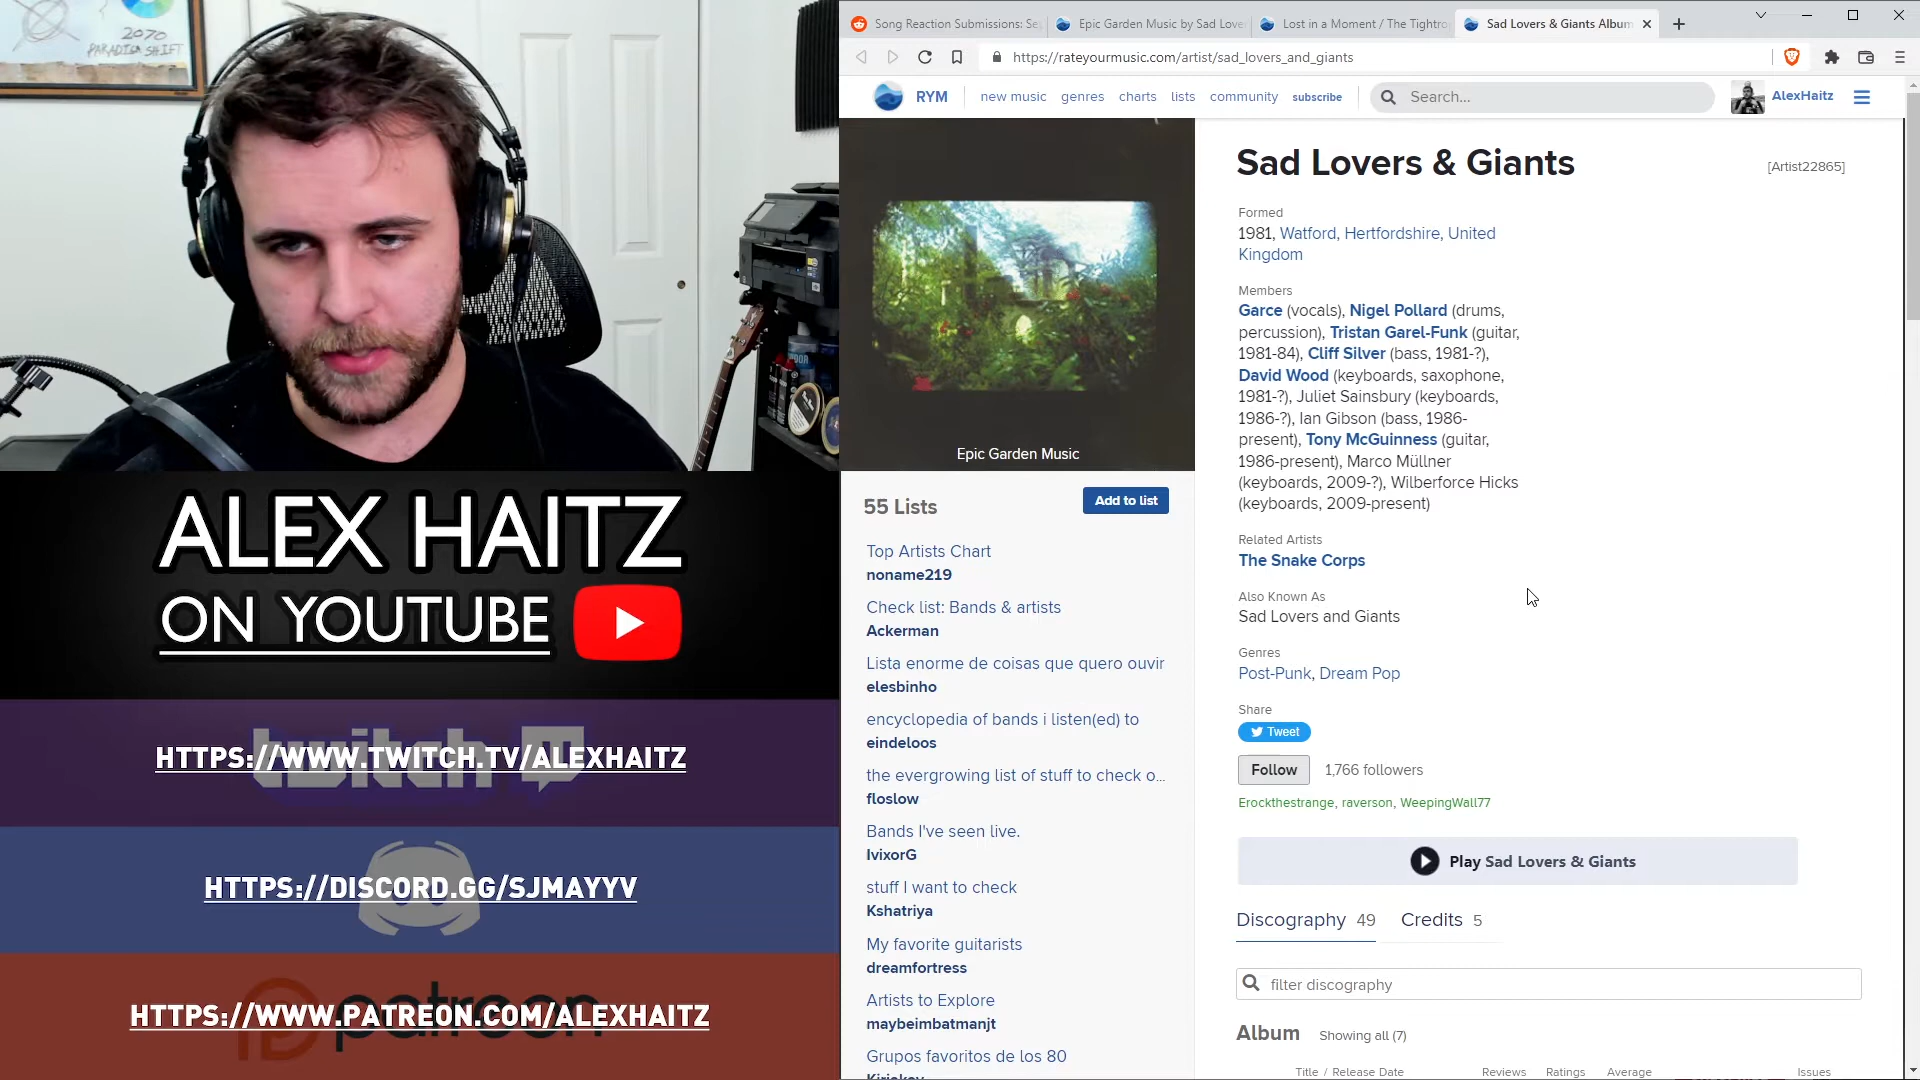 2070
PARADIGM SHIFT
ALEX HAITZ
ON YOUTUBE
twitch
HTTPS://WWW.TWITCH.TV/ALEXHAITZ
HTTPS://DISCORD.GG/SJMAYYV
patreon
HTTPS://WWW.PATREON.COM/ALEXHAITZ
Song Reaction Submissions: Se
Epic Garden Music by Sad Love
Lost in a Moment / The Tightro
Sad Lovers & Giants Album
https://rateyourmusic.com/artist/sad_lovers_and_giants
RYM
new music
genres
charts
lists
community
subscribe
Search...
AlexHaitz
Epic Garden Music
55 Lists
Add to list
Top Artists Chart
noname219
Check list: Bands & artists
Ackerman
Lista enorme de coisas que quero ouvir
elesbinho
encyclopedia of bands i listen(ed) to
eindeloos
the evergrowing list of stuff to check o...
floslow
Bands I've seen live.
IvixorG
stuff I want to check
Kshatriya
My favorite guitarists
dreamfortress
Artists to Explore
maybeimbatmanjt
Grupos favoritos de los 80
Sad Lovers & Giants
[Artist22865]
Formed
1981, Watford, Hertfordshire, United
Kingdom
Members
Garce (vocals), Nigel Pollard (drums,
percussion), Tristan Garel-Funk (guitar,
1981-84), Cliff Silver (bass, 1981-?),
David Wood (keyboards, saxophone,
1981-?), Juliet Sainsbury (keyboards,
1986-?), Ian Gibson (bass, 1986-
present), Tony McGuinness (guitar,
1986-present), Marco Müllner
(keyboards, 2009-?), Wilberforce Hicks
(keyboards, 2009-present)
Related Artists
The Snake Corps
Also Known As
Sad Lovers and Giants
Genres
Post-Punk, Dream Pop
Share
Tweet
Follow
1,766 followers
Erockthestrange, raverson, WeepingWall77
Play Sad Lovers & Giants
Discography 49
Credits 5
filter discography
Album Showing all (7)
Title / Release Date
Reviews
Ratings
Average
Issues